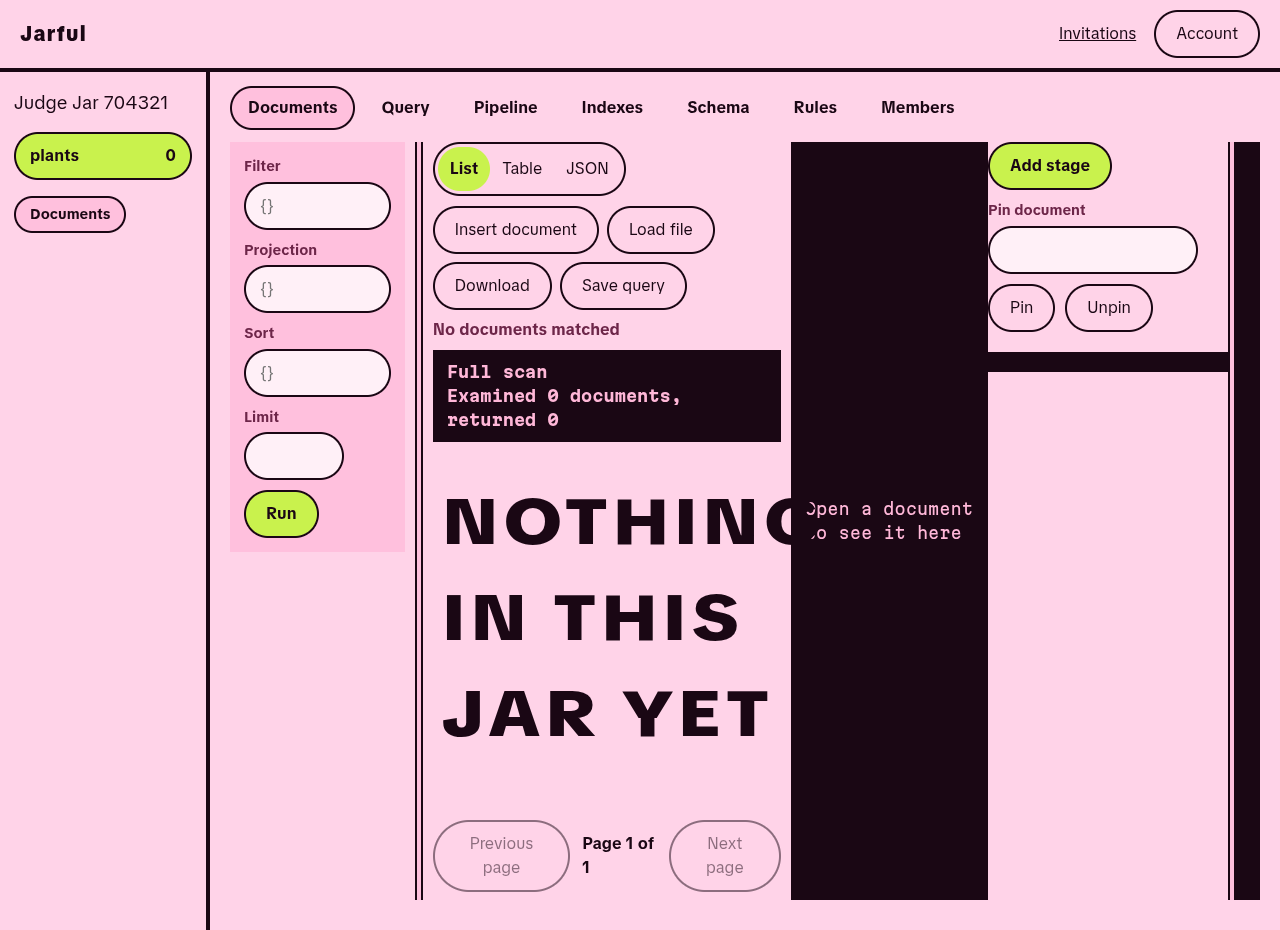 Jarful
Invitations
Account
Judge Jar 704321
plants 0
Documents
Documents
Query
Pipeline
Indexes
Schema
Rules
Members
Filter
{}
Projection
{}
Sort
{}
Limit
Run
List
Table
JSON
Insert document
Load file
Download
Save query
No documents matched
Full scan
Examined 0 documents,
returned 0
NOTHING
IN THIS
JAR YET
Previous
page
Page 1 of
1
Next
page
Open a document
to see it here
Add stage
Pin document
Pin
Unpin